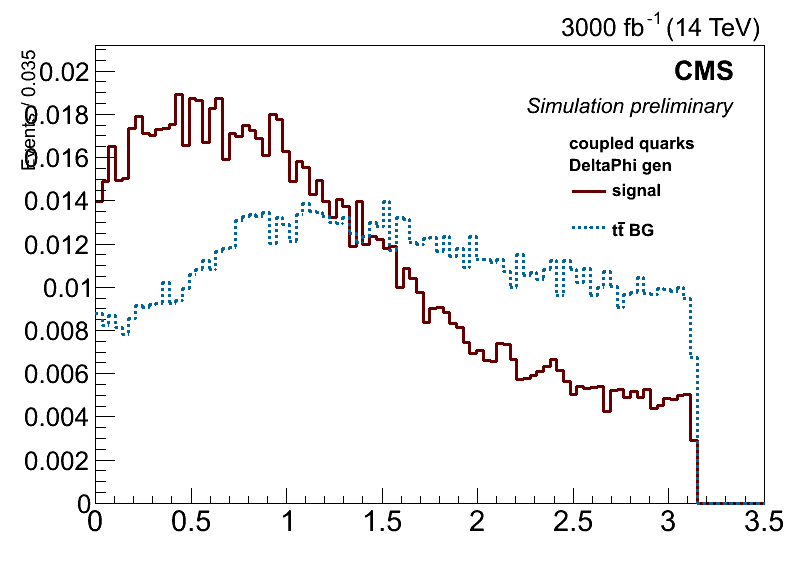 3000 fb⁻¹ (14 TeV)
Events / 0.035
CMS
Simulation preliminary
coupled quarks
DeltaPhi gen
signal
tt̄ BG
0.02
0.018
0.016
0.014
0.012
0.01
0.008
0.006
0.004
0.002
0
0 0.5 1 1.5 2 2.5 3 3.5